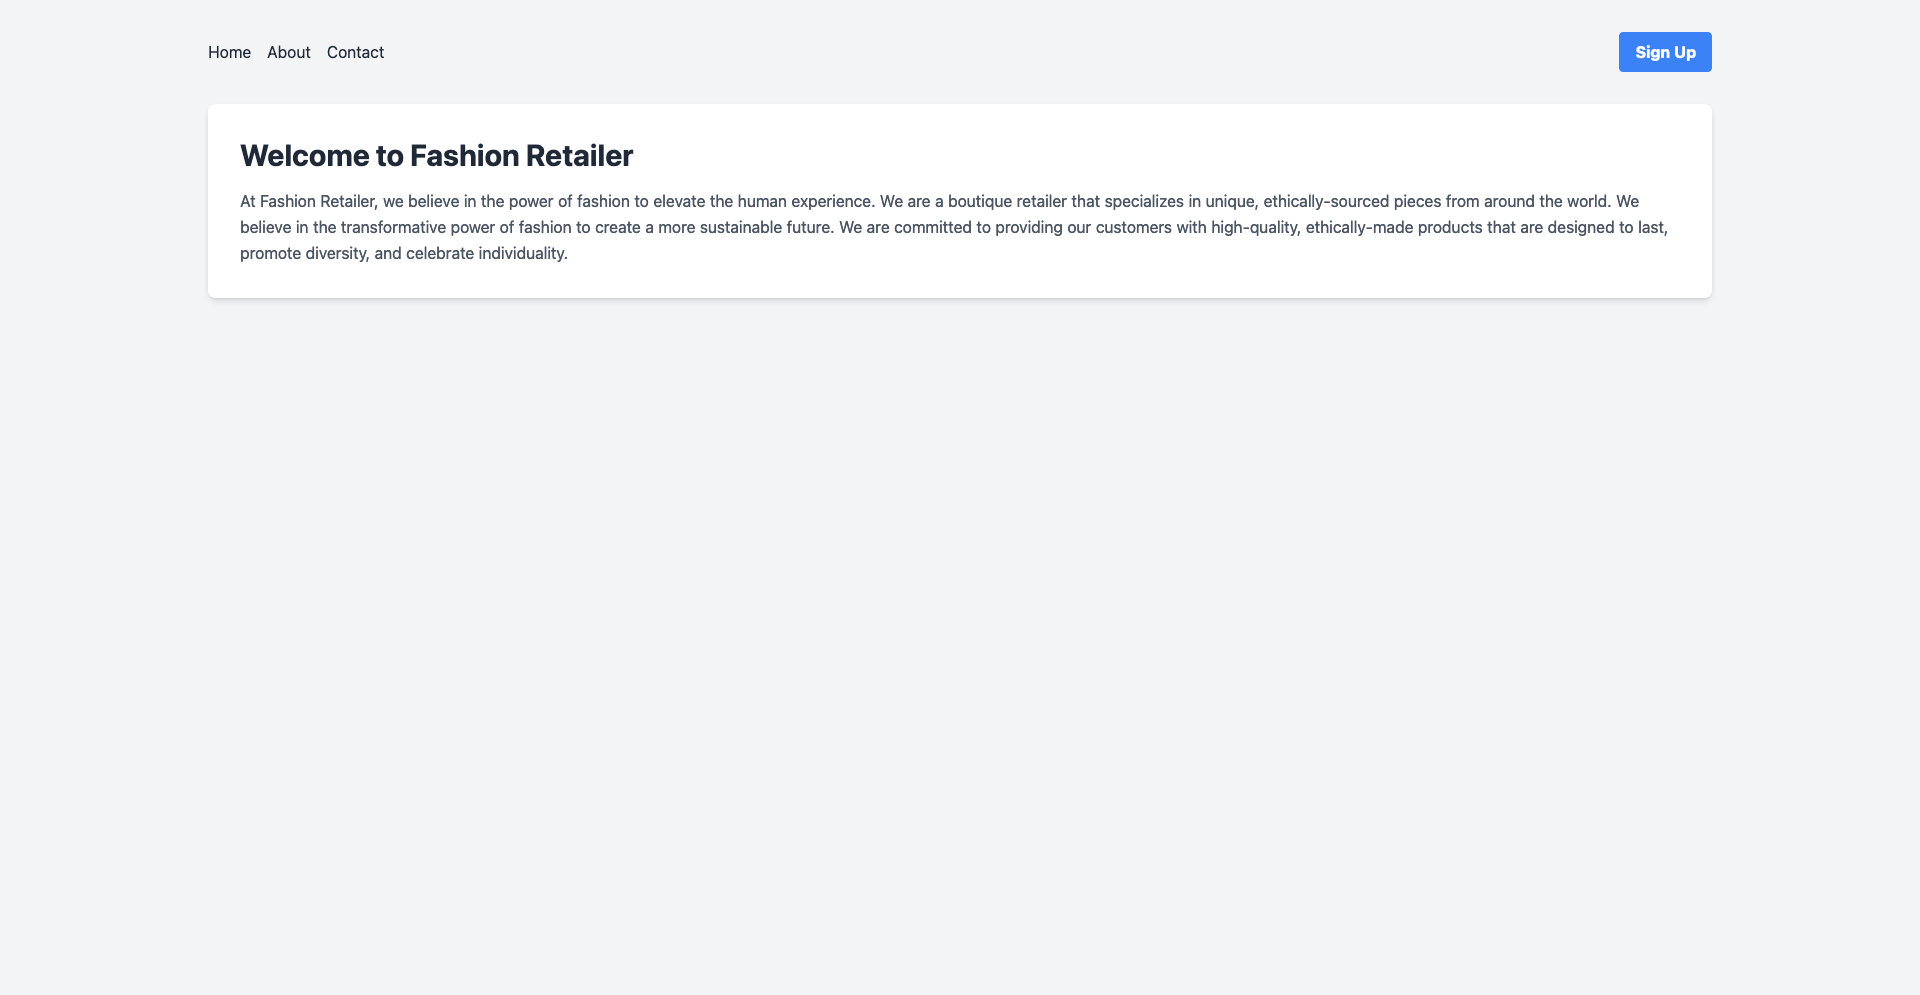 Home About Contact Sign Up
Welcome to Fashion Retailer
At Fashion Retailer, we believe in the power of fashion to elevate the human experience. We are a boutique retailer that specializes in unique, ethically-sourced pieces from around the world. We
believe in the transformative power of fashion to create a more sustainable future. We are committed to providing our customers with high-quality, ethically-made products that are designed to last,
promote diversity, and celebrate individuality.